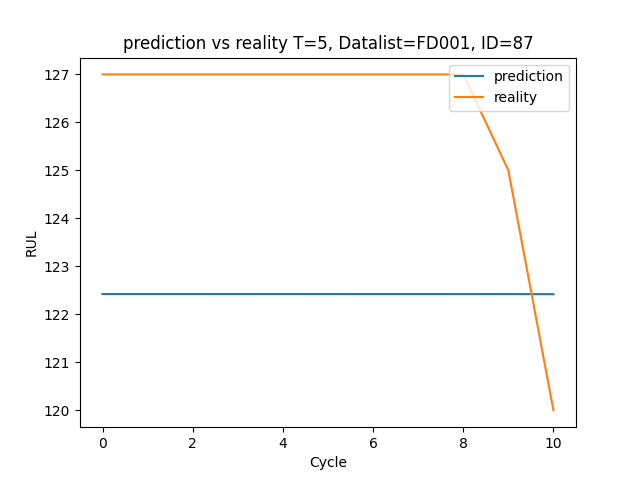 prediction vs reality T=5, Datalist=FD001, ID=87
prediction
reality
127
126
125
124
123
122
121
120
RUL
0 2 4 6 8 10
Cycle